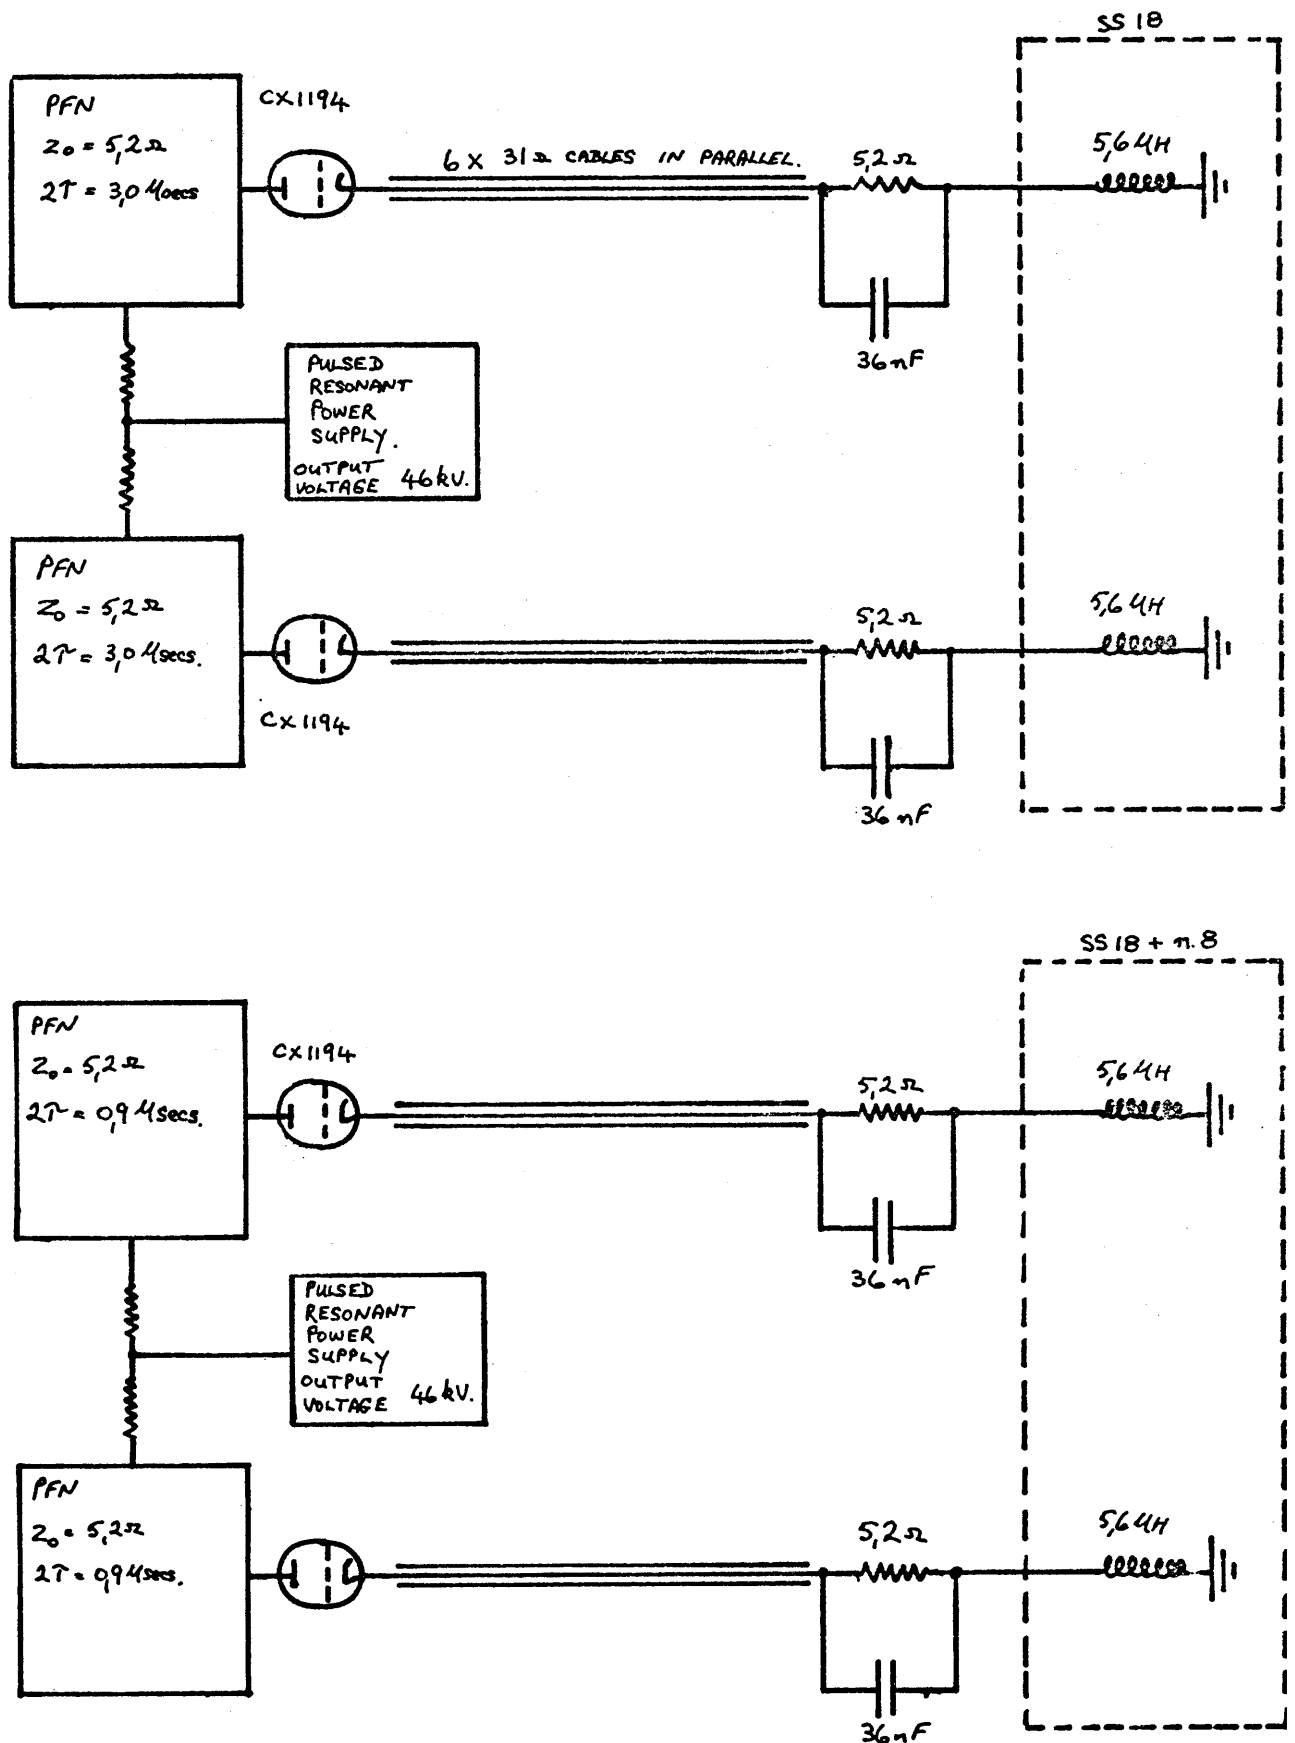 SS 18
PFN
Z0 = 5,2 Ω
2T = 3,0 μsecs
CX1194
6 X 31Ω CABLES IN PARALLEL.
5,2 Ω
36 nF
5,6 μH
PULSED
RESONANT
POWER
SUPPLY.
OUTPUT
VOLTAGE 46 kV.
PFN
Z0 = 5,2 Ω
2T = 3,0 μsecs.
CX1194
5,2 Ω
36 nF
5,6 μH
SS 18 + n.8
PFN
Z0 = 5,2 Ω
2T = 0,9 μsecs.
CX1194
5,2 Ω
36 nF
5,6 μH
PULSED
RESONANT
POWER
SUPPLY
OUTPUT
VOLTAGE 46 kV.
PFN
Z0 = 5,2 Ω
2T = 0,9 μsecs.
5,2 Ω
36 nF
5,6 μH